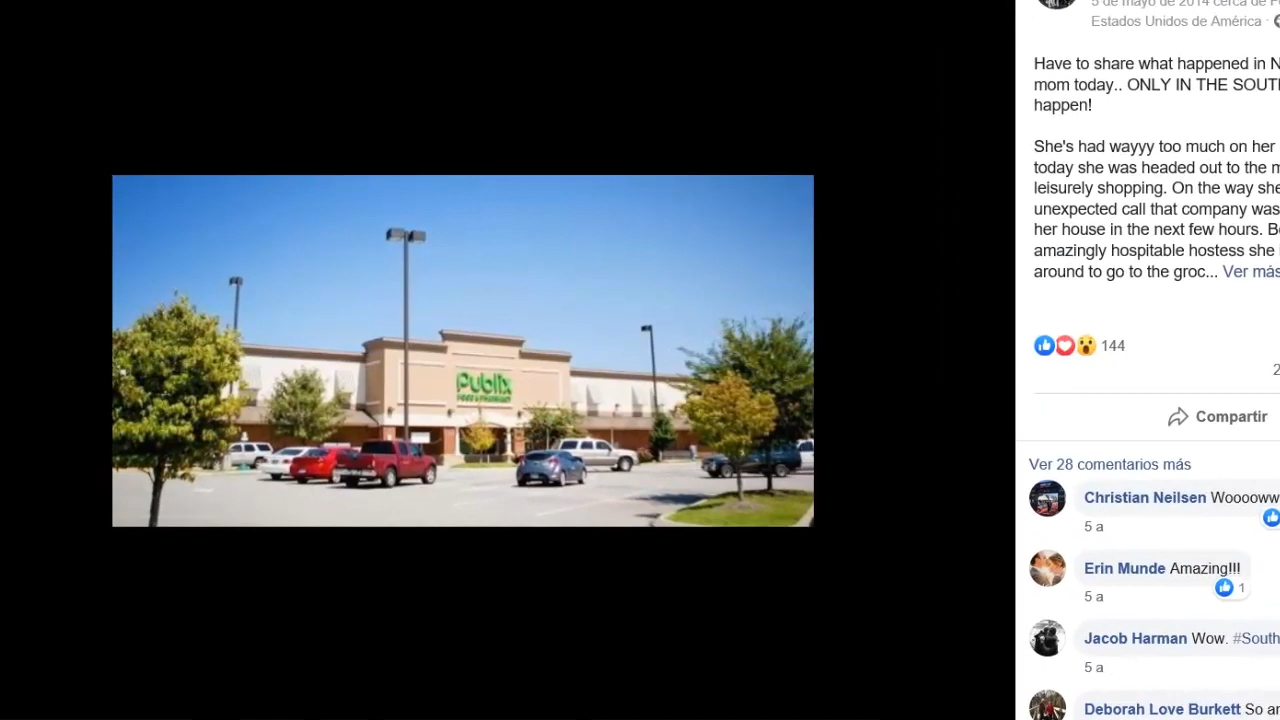 5 de mayo de 2014 cerca de
Estados Unidos de América ·
Have to share what happened in N
mom today.. ONLY IN THE SOUT
happen!
She's had wayyy too much on her
today she was headed out to the m
leisurely shopping. On the way she
unexpected call that company was
her house in the next few hours. B
amazingly hospitable hostess she
around to go to the groc... Ver más
144
2
Compartir
Ver 28 comentarios más
Christian Neilsen Wooooww
5 a
Erin Munde Amazing!!!
1
5 a
Jacob Harman Wow. #South
5 a
Deborah Love Burkett So a
Publix
FOOD & PHARMACY